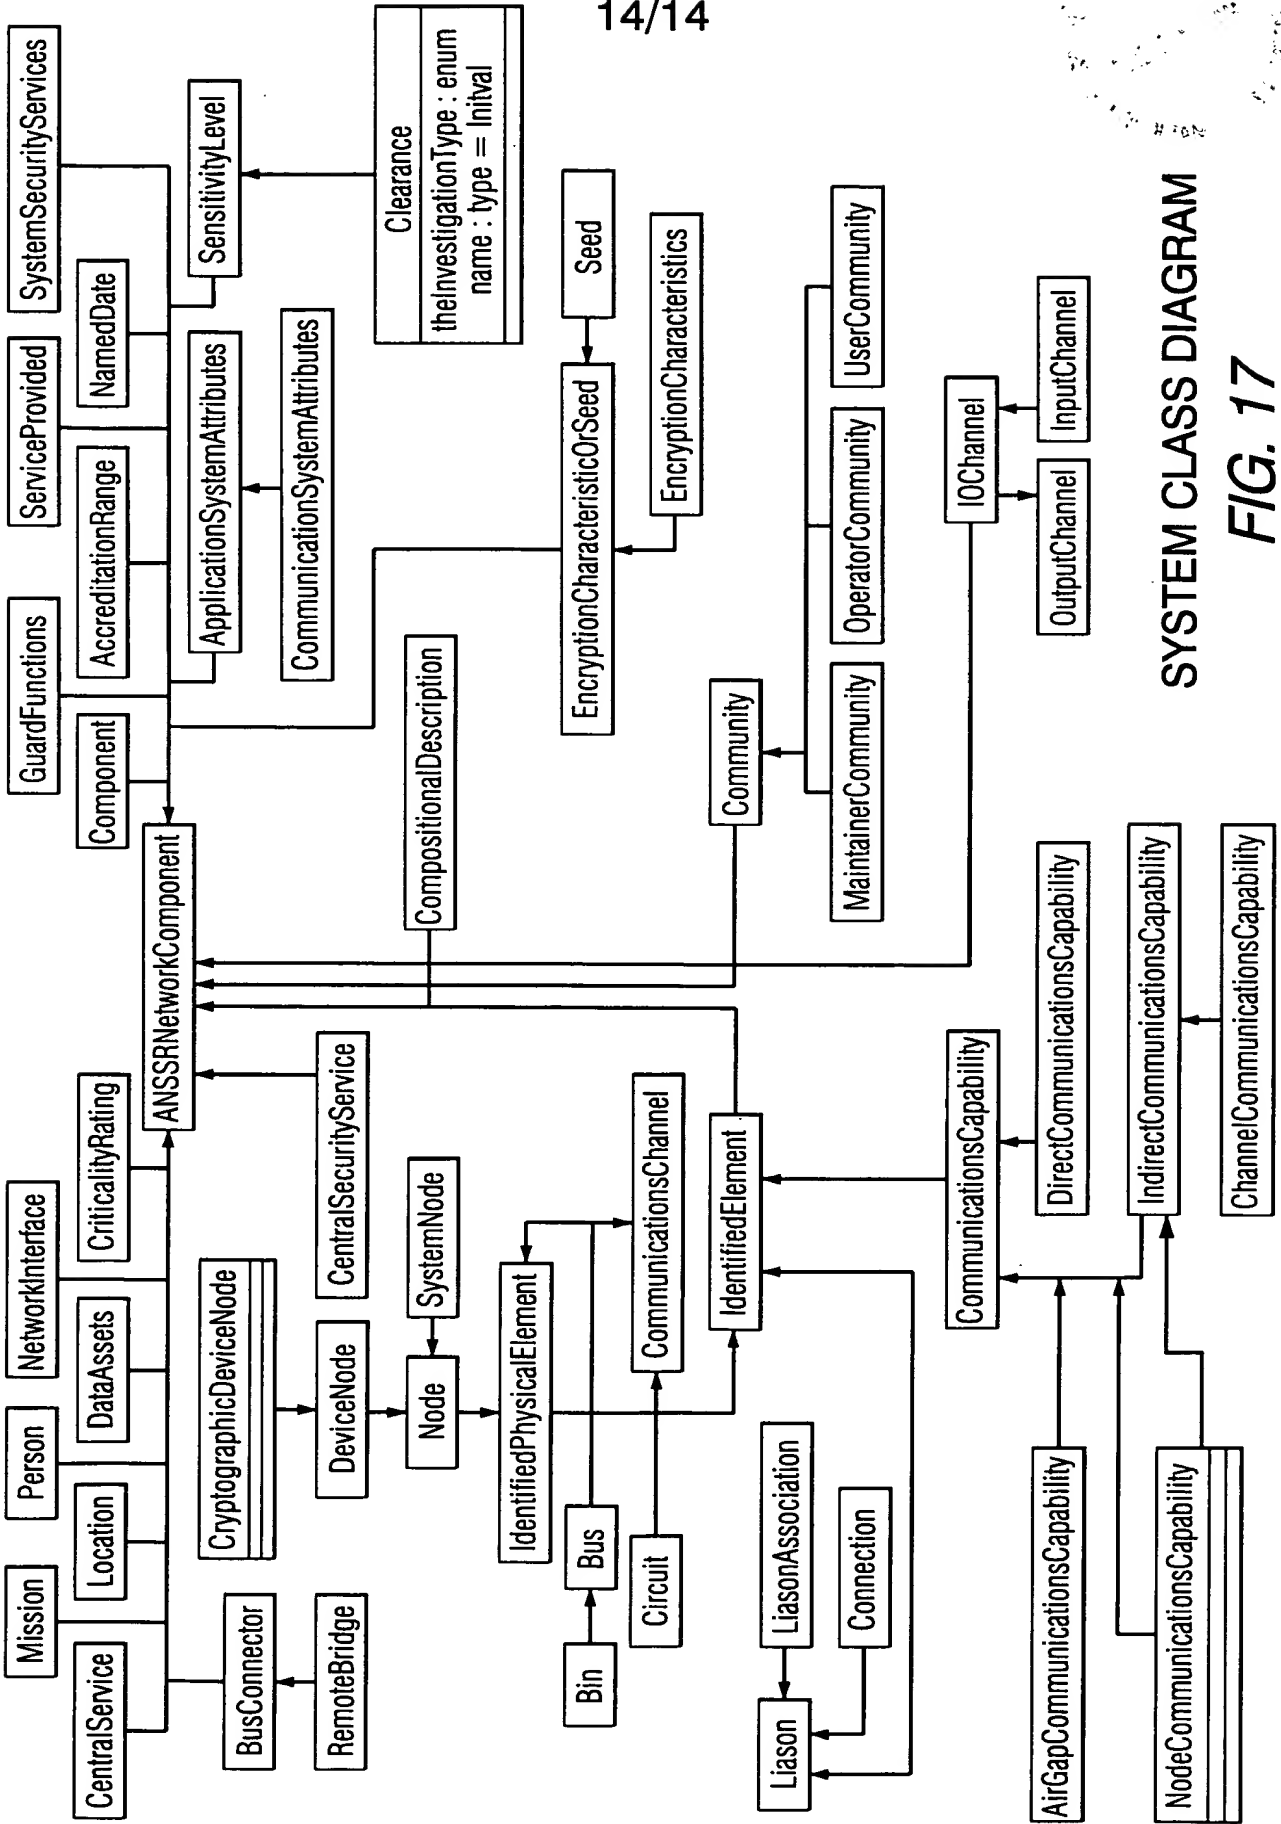 14/14
CentralService
Mission
Location
Person
DataAssets
NetworkInterface
CriticalityRating
ANSSRNetworkComponent
Component
GuardFunctions
AccreditationRange
ServiceProvided
NamedDate
SystemSecurityServices
BusConnector
RemoteBridge
CryptographicDeviceNode
DeviceNode
CentralSecurityService
ApplicationSystemAttributes
CommunicationSystemAttributes
SensitivityLevel
Clearance
theInvestigationType : enum
name : type = Initval
Node
SystemNode
CompositionalDescription
IdentifiedPhysicalElement
Bin
Bus
Circuit
CommunicationsChannel
EncryptionCharacteristicOrSeed
Seed
EncryptionCharacteristics
IdentifiedElement
Community
Liason
LiasonAssociation
Connection
MaintainerCommunity
OperatorCommunity
UserCommunity
CommunicationsCapability
IOChannel
AirGapCommunicationsCapability
DirectCommunicationsCapability
OutputChannel
InputChannel
NodeCommunicationsCapability
IndirectCommunicationsCapability
ChannelCommunicationsCapability
SYSTEM CLASS DIAGRAM
FIG. 17